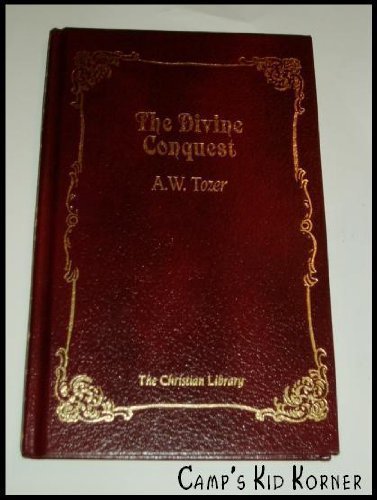 The Divine
Conquest
A.W. Tozer
The Christian Library
Camp's Kid Korner